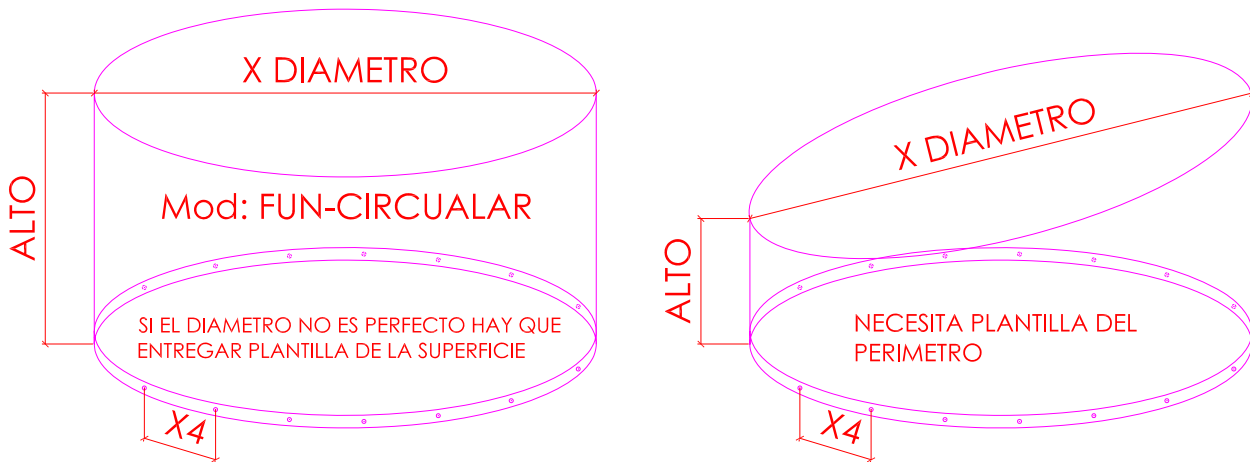 X DIAMETRO
ALTO
Mod: FUN-CIRCUALAR
SI EL DIAMETRO NO ES PERFECTO HAY QUE
ENTREGAR PLANTILLA DE LA SUPERFICIE
X4
X DIAMETRO
ALTO
NECESITA PLANTILLA DEL
PERIMETRO
X4